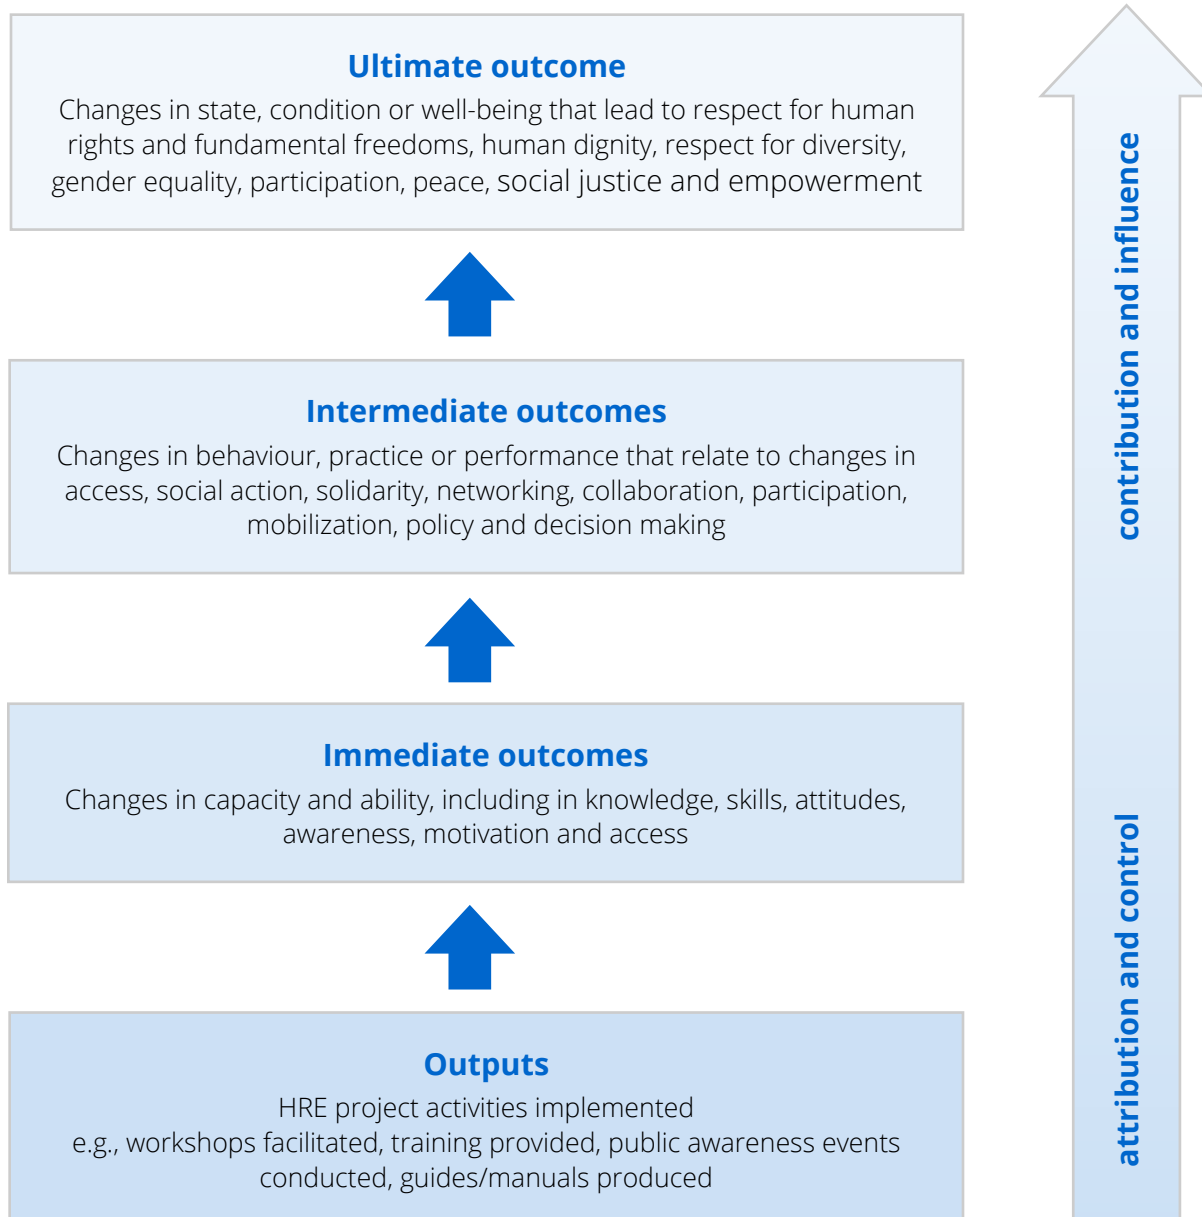 Ultimate outcome
Changes in state, condition or well-being that lead to respect for human
rights and fundamental freedoms, human dignity, respect for diversity,
gender equality, participation, peace, social justice and empowerment
Intermediate outcomes
Changes in behaviour, practice or performance that relate to changes in
access, social action, solidarity, networking, collaboration, participation,
mobilization, policy and decision making
Immediate outcomes
Changes in capacity and ability, including in knowledge, skills, attitudes,
awareness, motivation and access
Outputs
HRE project activities implemented
e.g., workshops facilitated, training provided, public awareness events
conducted, guides/manuals produced
contribution and influence
attribution and control